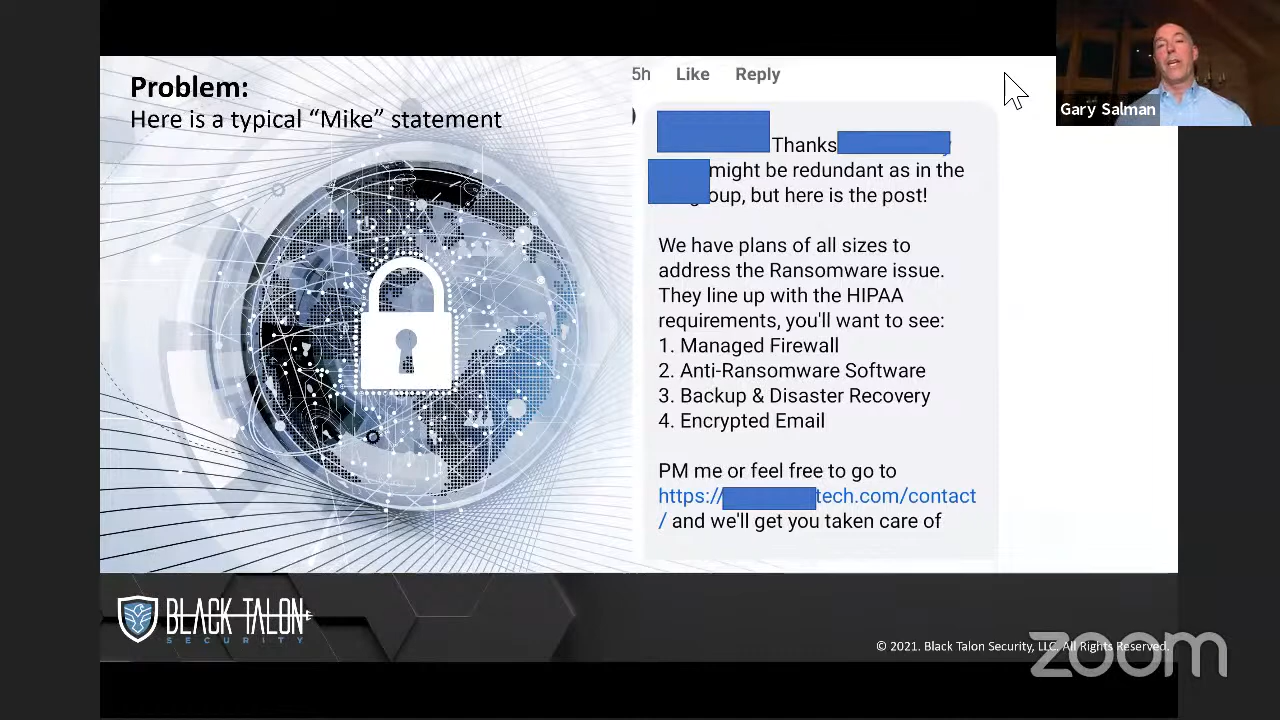 Problem:
Here is a typical “Mike” statement
5h Like Reply
Thanks
might be redundant as in the
oup, but here is the post!
We have plans of all sizes to
address the Ransomware issue.
They line up with the HIPAA
requirements, you'll want to see:
1. Managed Firewall
2. Anti-Ransomware Software
3. Backup & Disaster Recovery
4. Encrypted Email
PM me or feel free to go to
https://
tech.com/contact
/ and we'll get you taken care of
Gary Salman
BLACK TALON
SECURITY
© 2021. Black Talon Security, LLC. All Rights Reserved.
zoom